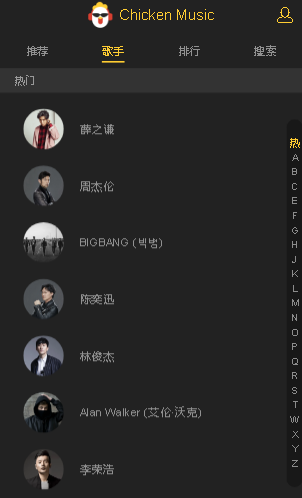 Chicken Music
推荐 歌手 排行 搜索
热门
薛之谦
周杰伦
BIGBANG (빅뱅)
陈奕迅
林俊杰
Alan Walker (艾伦·沃克)
李荣浩
热
A
B
C
E
F
G
H
J
K
L
M
N
O
P
Q
R
S
T
W
X
Y
Z